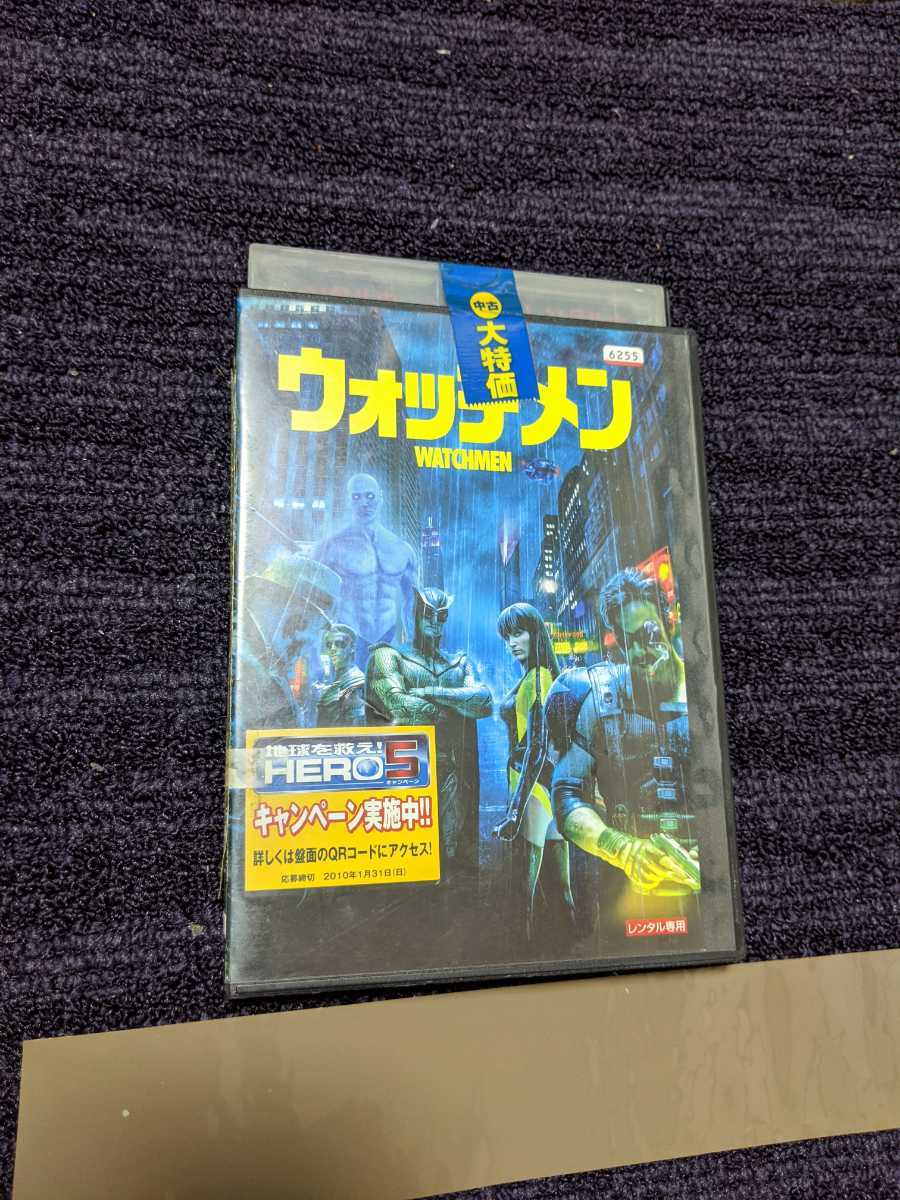 中古
大特価
6255
ウォッチメン
WATCHMEN
地球を救え!
HERO5
キャンペーン
キャンペーン実施中!!
詳しくは盤面のQRコードにアクセス!
応募締切 2010年1月31日(日)
レンタル専用